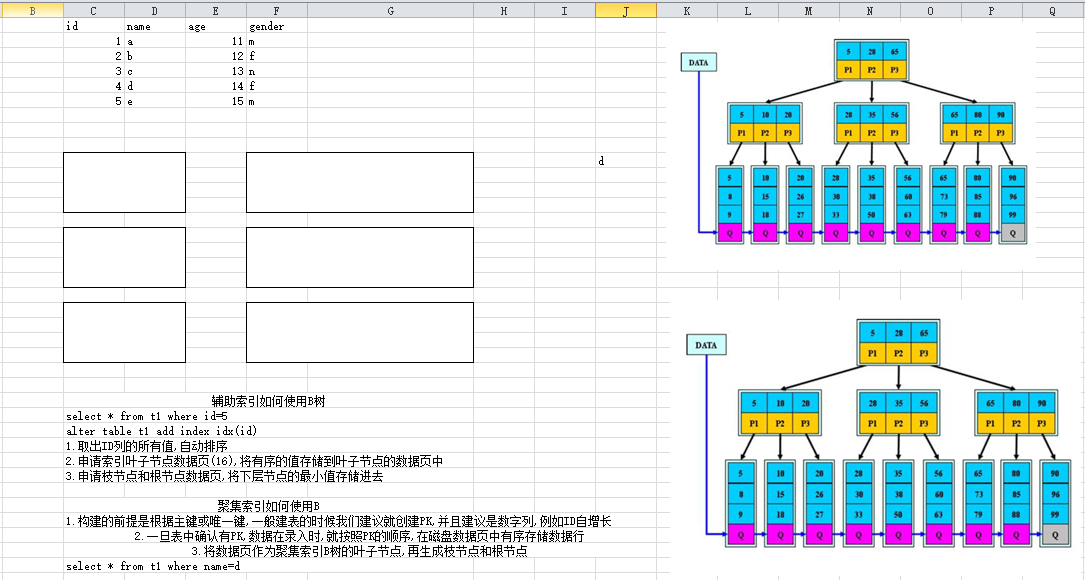 B C D E F G H I J K L M N O P Q
id name age gender
1 a 11 m
2 b 12 f
3 c 13 n
4 d 14 f
5 e 15 m
d
辅助索引如何使用B树
select * from t1 where id=5
alter table t1 add index idx(id)
1.取出ID列的所有值,自动排序
2.申请索引叶子节点数据页(16),将有序的值存储到叶子节点的数据页中
3.申请枝节点和根节点数据页,将下层节点的最小值存储进去
聚集索引如何使用B
1.构建的前提是根据主键或唯一键,一般建表的时候我们建议就创建PK,并且建议是数字列,例如ID自增长
2.一旦表中确认有PK,数据在录入时,就按照PK的顺序,在磁盘数据页中有序存储数据行
3.将数据页作为聚集索引B树的叶子节点,再生成枝节点和根节点
select * from t1 where name=d
5 28 65
DATA
P1 P2 P3
5 10 20 28 35 56 65 80 90
P1 P2 P3 P1 P2 P3 P1 P2 P3
5 10 20 28 35 56 65 80 90
8 15 26 30 38 60 73 85 96
9 18 27 33 50 63 79 88 99
Q Q Q Q Q Q Q Q Q
5 28 65
DATA
P1 P2 P3
5 10 20 28 35 56 65 80 90
P1 P2 P3 P1 P2 P3 P1 P2 P3
5 10 20 28 35 56 65 80 90
8 15 26 30 38 60 73 85 96
9 18 27 33 50 63 79 88 99
Q Q Q Q Q Q Q Q Q